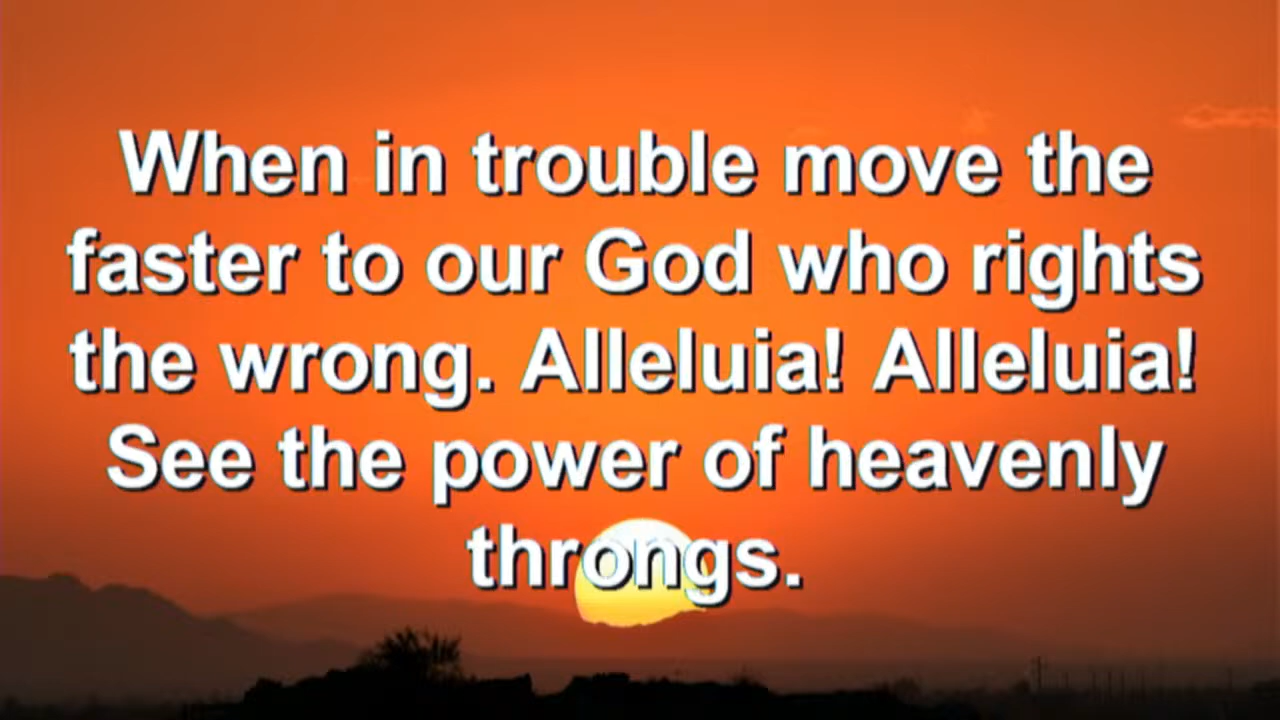 When in trouble move the
faster to our God who rights
the wrong. Alleluia! Alleluia!
See the power of heavenly
throngs.